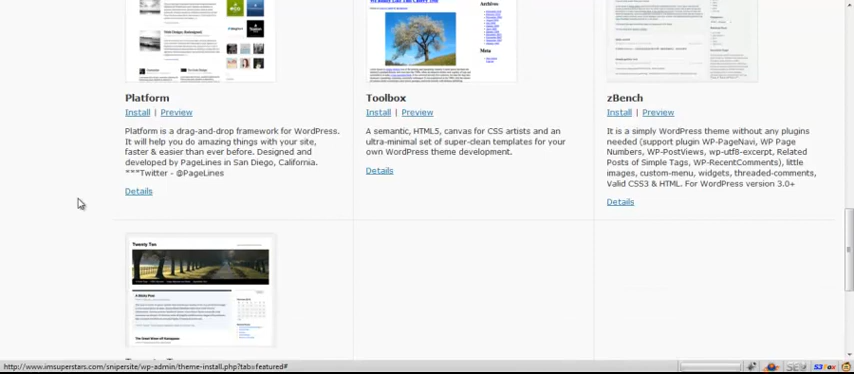 Archives
Meta
Platform
Install | Preview
Platform is a drag-and-drop framework for WordPress.
It will help you do amazing things with your site,
faster & easier than ever before. Designed and
developed by PageLines in San Diego, California.
***Twitter - @PageLines
Details
Toolbox
Install | Preview
A semantic, HTML5, canvas for CSS artists and an
ultra-minimal set of super-clean templates for your
own WordPress theme development.
Details
zBench
Install | Preview
It is a simply WordPress theme without any plugins
needed (support plugin WP-PageNavi, WP Page
Numbers, WP-PostViews, wp-utf8-excerpt, Related
Posts of Simple Tags, WP-RecentComments), little
images, custom-menu, widgets, threaded-comments,
Valid CSS3 & HTML. For WordPress version 3.0+
Details
Twenty Ten
A Sticky Post
http://www.imsuperstars.com/snipersite/wp-admin/theme-install.php?tab=featured#